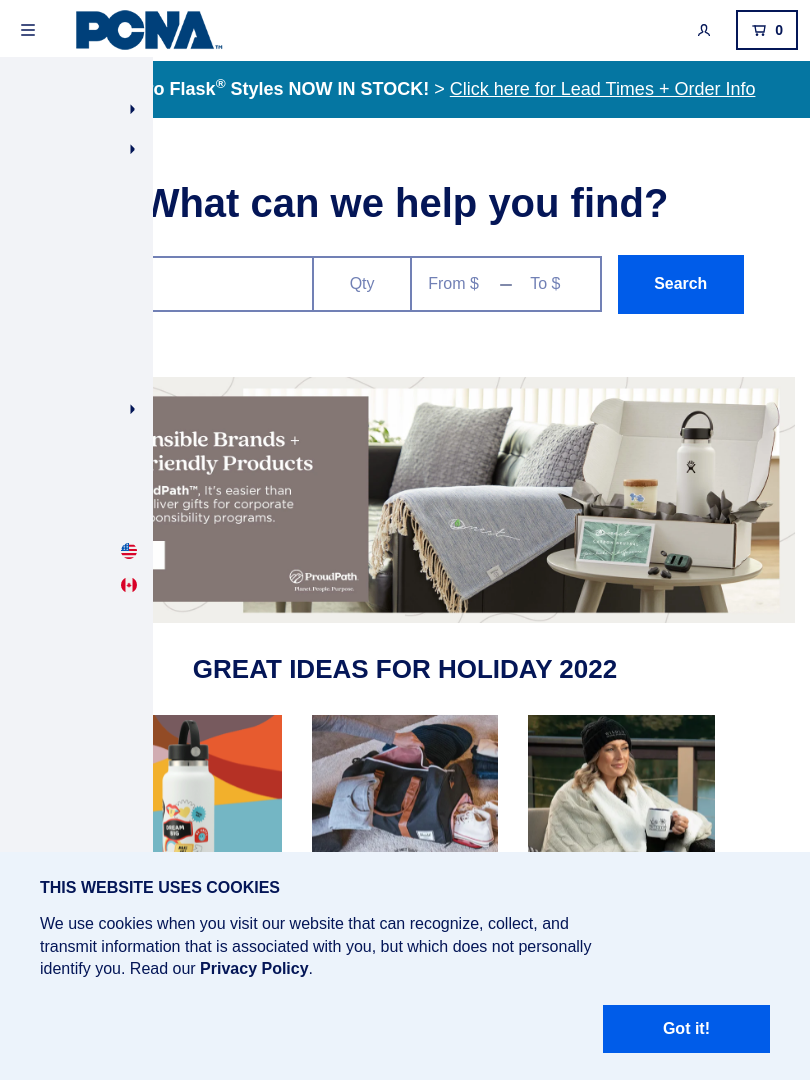 PCNA™
0
o Flask® Styles NOW IN STOCK! > Click here for Lead Times + Order Info
What can we help you find?
Qty
From $ – To $
Search
nsible Brands +
riendly Products
dPath™, It's easier than
liver gifts for corporate
onsibility programs.
ProudPath
Planet. People. Purpose.
GREAT IDEAS FOR HOLIDAY 2022
DREAM
BIG
THIS WEBSITE USES COOKIES
We use cookies when you visit our website that can recognize, collect, and
transmit information that is associated with you, but which does not personally
identify you. Read our Privacy Policy.
Got it!